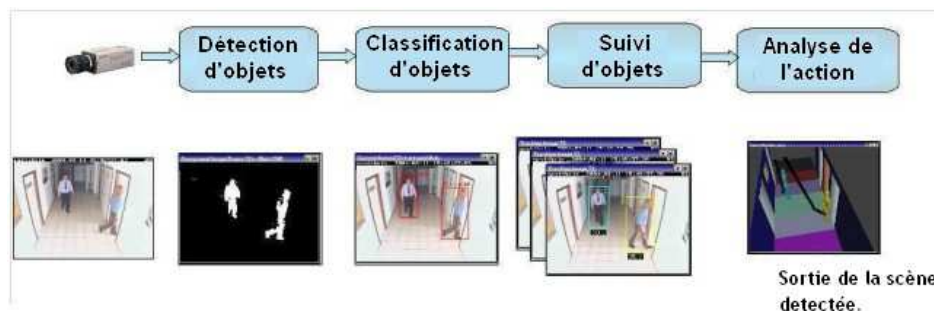 Détection
d'objets
Classification
d'objets
Suivi
d'objets
Analyse de
l'action
Sortie de la scène
detectée.